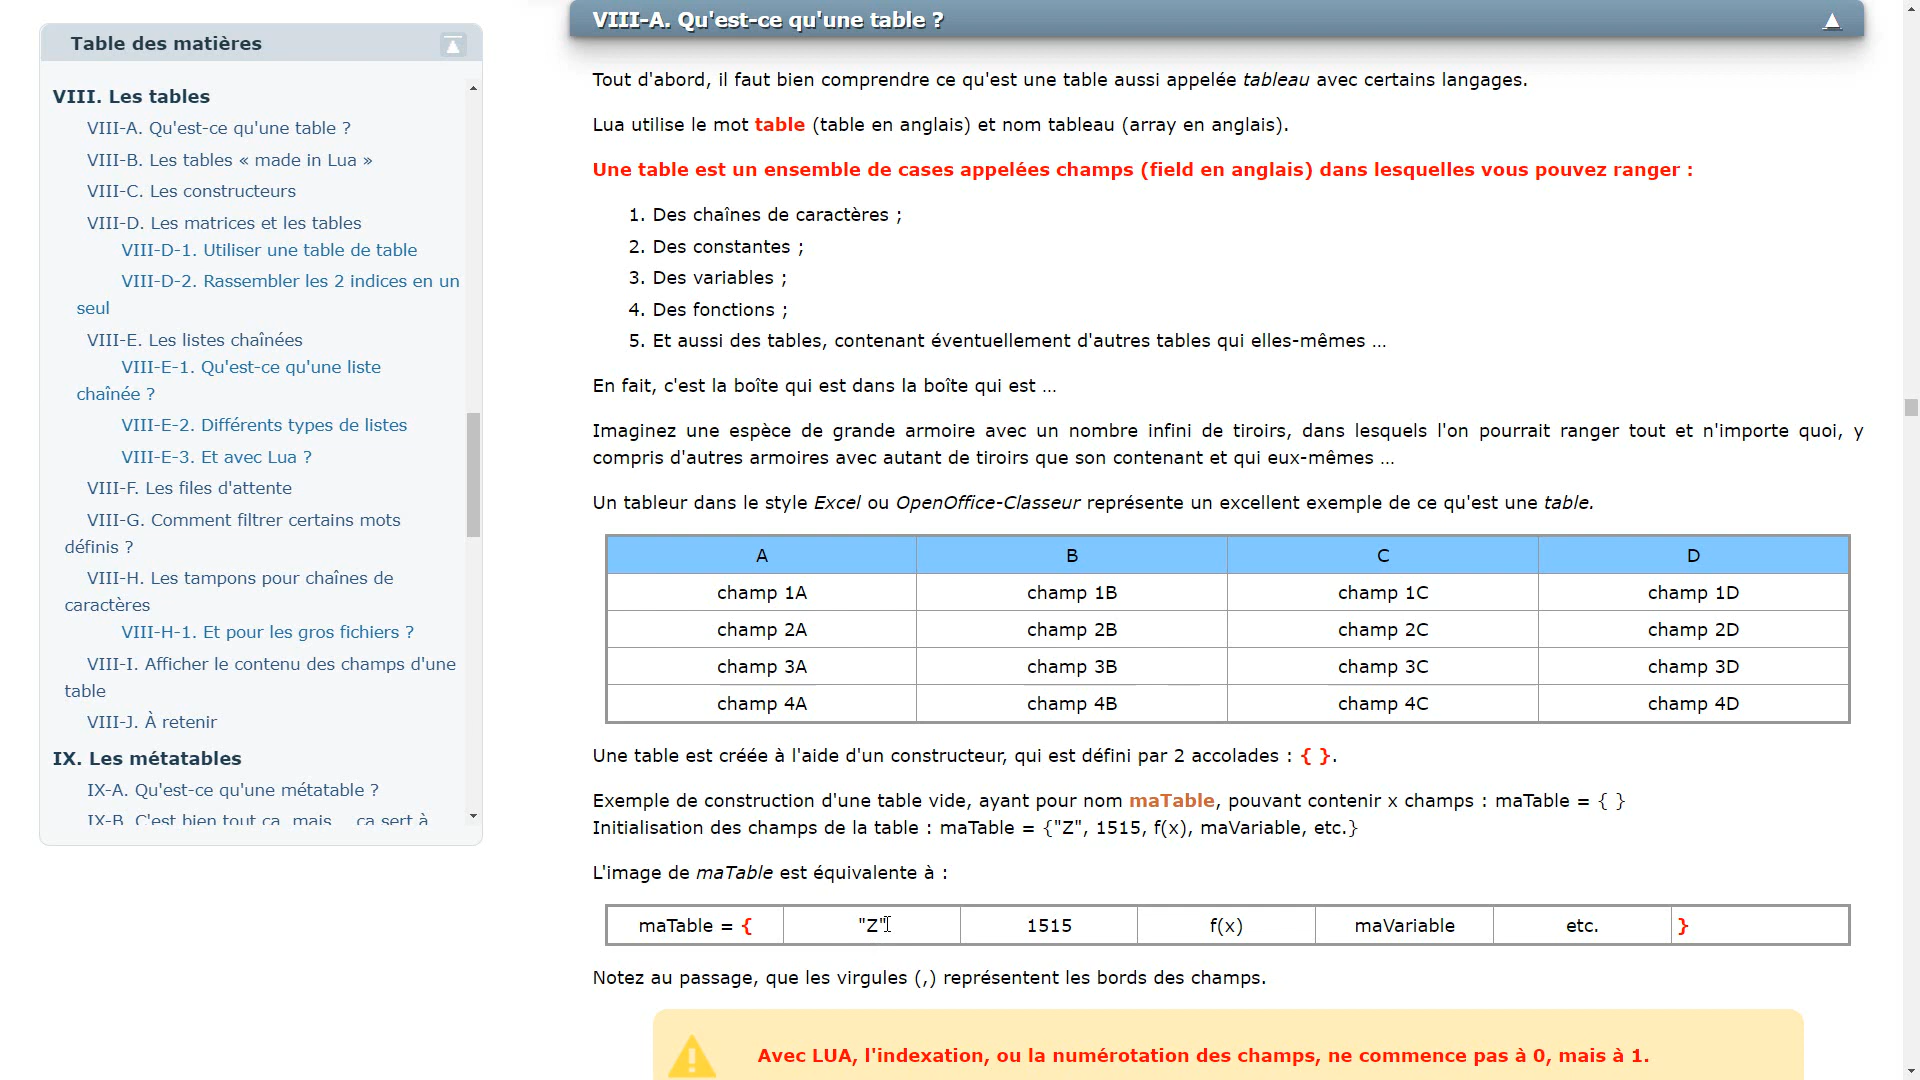 Table des matières
VIII. Les tables
VIII-A. Qu'est-ce qu'une table ?
VIII-B. Les tables « made in Lua »
VIII-C. Les constructeurs
VIII-D. Les matrices et les tables
VIII-D-1. Utiliser une table de table
VIII-D-2. Rassembler les 2 indices en un
seul
VIII-E. Les listes chaînées
VIII-E-1. Qu'est-ce qu'une liste
chaînée ?
VIII-E-2. Différents types de listes
VIII-E-3. Et avec Lua ?
VIII-F. Les files d'attente
VIII-G. Comment filtrer certains mots
définis ?
VIII-H. Les tampons pour chaînes de
caractères
VIII-H-1. Et pour les gros fichiers ?
VIII-I. Afficher le contenu des champs d'une
table
VIII-J. À retenir
IX. Les métatables
IX-A. Qu'est-ce qu'une métatable ?
IX-B. C'est bien tout ça, mais... ça sert à
VIII-A. Qu'est-ce qu'une table ?
Tout d'abord, il faut bien comprendre ce qu'est une table aussi appelée tableau avec certains langages.
Lua utilise le mot table (table en anglais) et nom tableau (array en anglais).
Une table est un ensemble de cases appelées champs (field en anglais) dans lesquelles vous pouvez ranger :
1. Des chaînes de caractères ;
2. Des constantes ;
3. Des variables ;
4. Des fonctions ;
5. Et aussi des tables, contenant éventuellement d'autres tables qui elles-mêmes ...
En fait, c'est la boîte qui est dans la boîte qui est ...
Imaginez une espèce de grande armoire avec un nombre infini de tiroirs, dans lesquels l'on pourrait ranger tout et n'importe quoi, y
compris d'autres armoires avec autant de tiroirs que son contenant et qui eux-mêmes ...
Un tableur dans le style Excel ou OpenOffice-Classeur représente un excellent exemple de ce qu'est une table.
A B C D
champ 1A champ 1B champ 1C champ 1D
champ 2A champ 2B champ 2C champ 2D
champ 3A champ 3B champ 3C champ 3D
champ 4A champ 4B champ 4C champ 4D
Une table est créée à l'aide d'un constructeur, qui est défini par 2 accolades : { }.
Exemple de construction d'une table vide, ayant pour nom maTable, pouvant contenir x champs : maTable = { }
Initialisation des champs de la table : maTable = {"Z", 1515, f(x), maVariable, etc.}
L'image de maTable est équivalente à :
maTable = { "Z" 1515 f(x) maVariable etc. }
Notez au passage, que les virgules (,) représentent les bords des champs.
Avec LUA, l'indexation, ou la numérotation des champs, ne commence pas à 0, mais à 1.